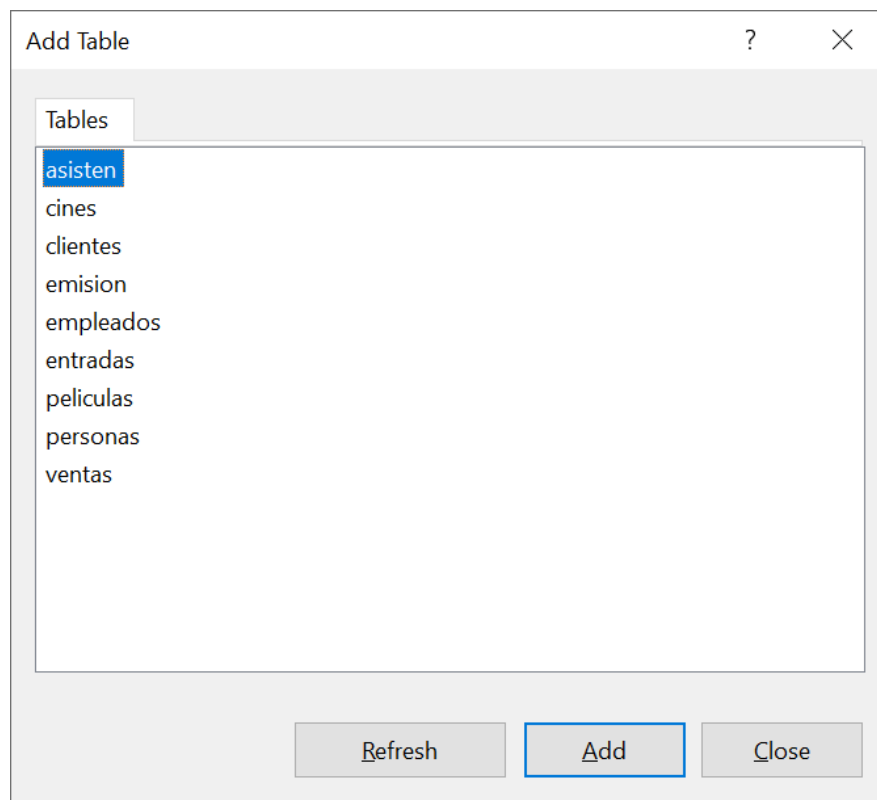 Add Table ?
Tables
asisten
cines
clientes
emision
empleados
entradas
peliculas
personas
ventas
Refresh Add Close